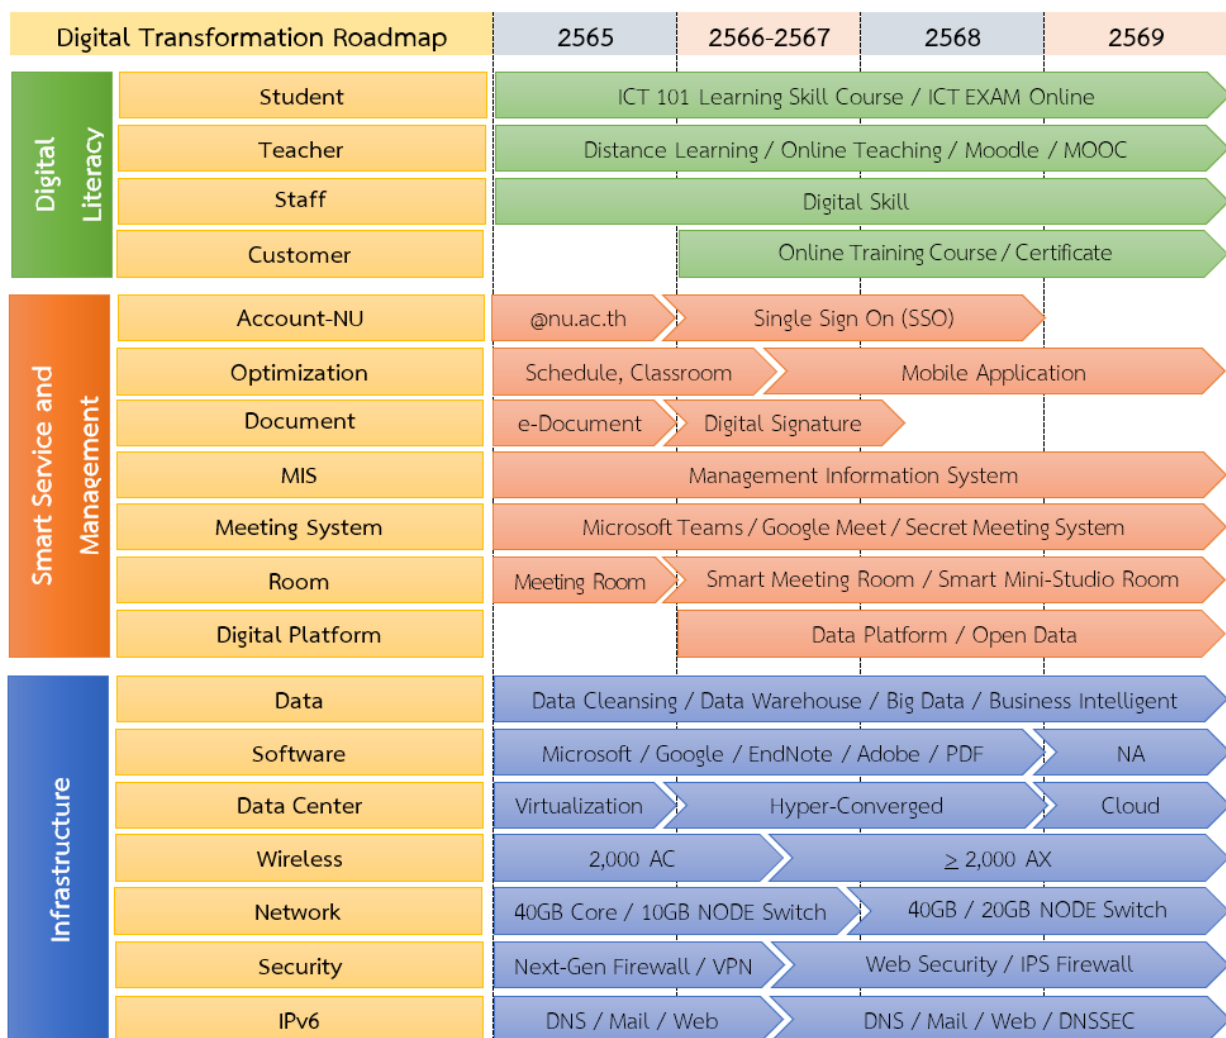 Digital Transformation Roadmap 2565 2566-2567 2568 2569
Digital Literacy
Student ICT 101 Learning Skill Course / ICT EXAM Online
Teacher Distance Learning / Online Teaching / Moodle / MOOC
Staff Digital Skill
Customer Online Training Course / Certificate
Smart Service and Management
Account-NU @nu.ac.th Single Sign On (SSO)
Optimization Schedule, Classroom Mobile Application
Document e-Document Digital Signature
MIS Management Information System
Meeting System Microsoft Teams / Google Meet / Secret Meeting System
Room Meeting Room Smart Meeting Room / Smart Mini-Studio Room
Digital Platform Data Platform / Open Data
Infrastructure
Data Data Cleansing / Data Warehouse / Big Data / Business Intelligent
Software Microsoft / Google / EndNote / Adobe / PDF NA
Data Center Virtualization Hyper-Converged Cloud
Wireless 2,000 AC ≥ 2,000 AX
Network 40GB Core / 10GB NODE Switch 40GB / 20GB NODE Switch
Security Next-Gen Firewall / VPN Web Security / IPS Firewall
IPv6 DNS / Mail / Web DNS / Mail / Web / DNSSEC